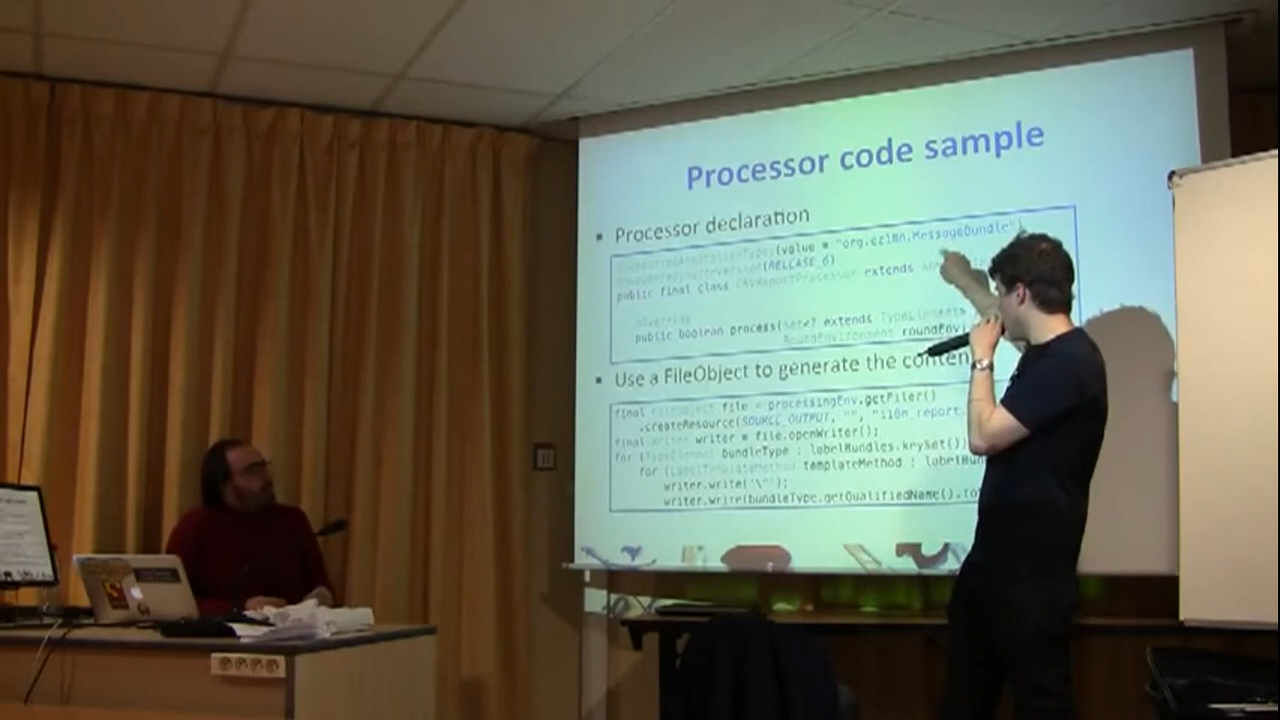 Processor code sample
Processor declaration
(value = "org.ez18n.MessageBundle")
(RELEASE_6)
public final class CSVReportProcessor extends
@Override
public boolean process(Set<? extends TypeElement>
RoundEnvironment roundEnv)
Use a FileObject to generate the conten
final FileObject file = processingEnv.getFiler()
.createResource(SOURCE_OUTPUT, "", "i18n_report.
final Writer writer = file.openWriter();
for (TypeElement bundleType : labelBundles.keySet())
for (LabelTemplateMethod templateMethod : labelBun
writer.write("\"");
writer.write(bundleType.getQualifiedName().to